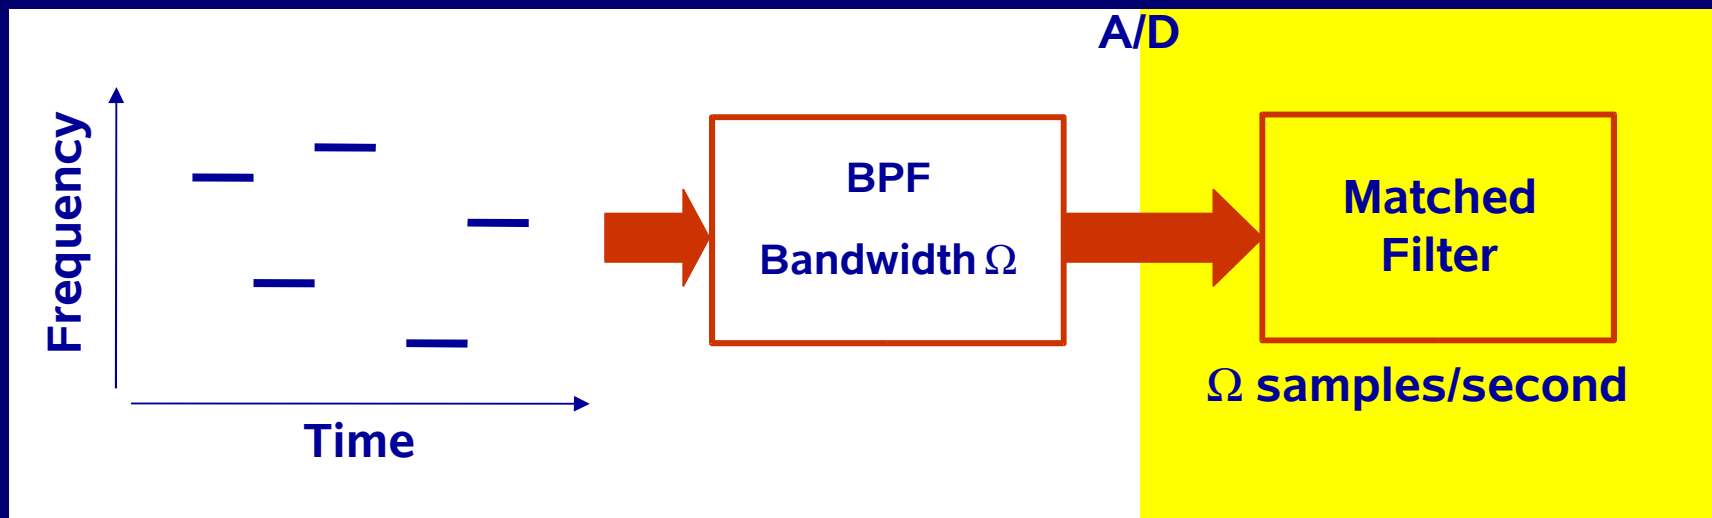 A/D
Frequency
Time
BPF
Bandwidth Ω
Matched
Filter
Ω samples/second